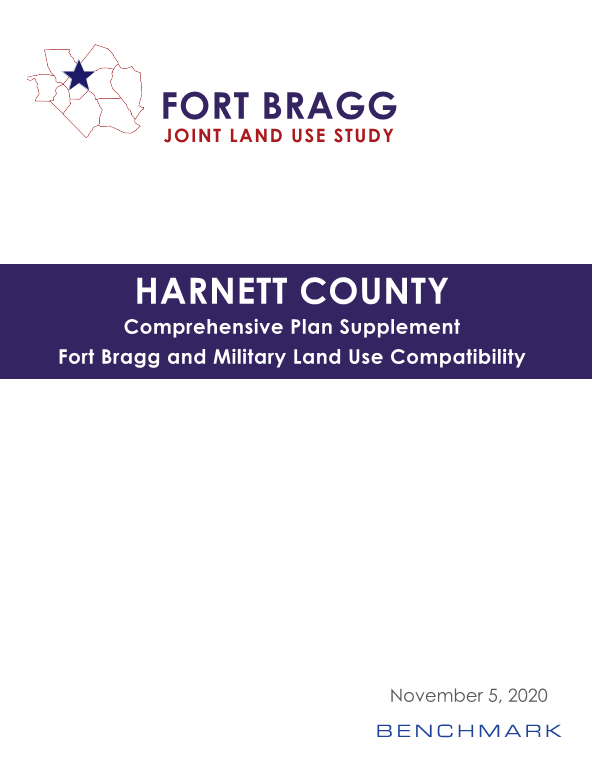 FORT BRAGG
JOINT LAND USE STUDY
HARNETT COUNTY
Comprehensive Plan Supplement
Fort Bragg and Military Land Use Compatibility
November 5, 2020
BENCHMARK